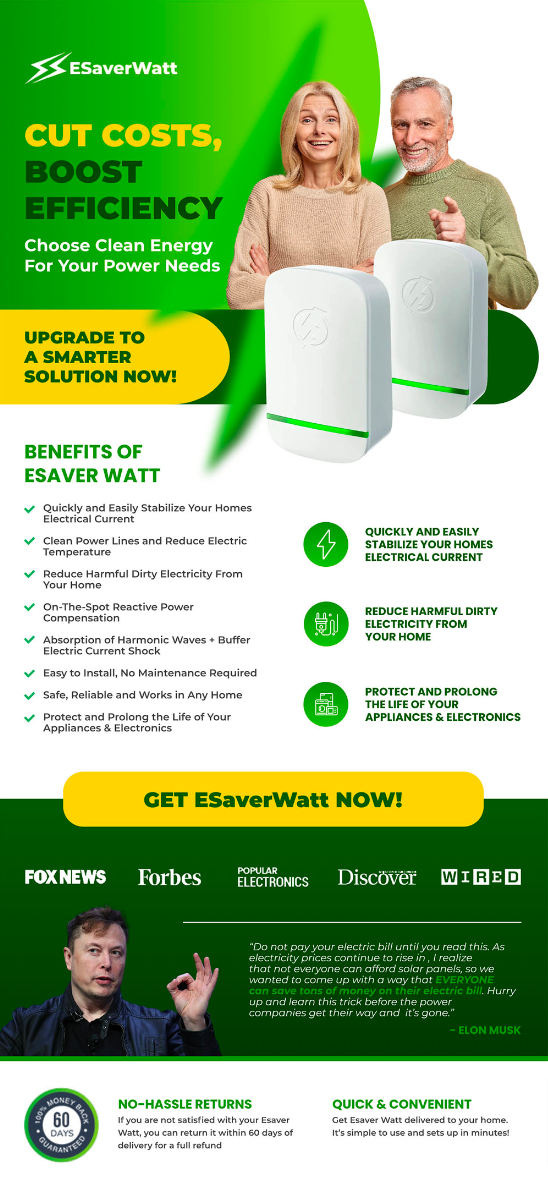 ESaverWatt
CUT COSTS,
BOOST
EFFICIENCY
Choose Clean Energy
For Your Power Needs
UPGRADE TO
A SMARTER
SOLUTION NOW!
BENEFITS OF
ESAVER WATT
Quickly and Easily Stabilize Your Homes
Electrical Current
Clean Power Lines and Reduce Electric
Temperature
Reduce Harmful Dirty Electricity From
Your Home
On-The-Spot Reactive Power
Compensation
Absorption of Harmonic Waves + Buffer
Electric Current Shock
Easy to Install, No Maintenance Required
Safe, Reliable and Works in Any Home
Protect and Prolong the Life of Your
Appliances & Electronics
QUICKLY AND EASILY
STABILIZE YOUR HOMES
ELECTRICAL CURRENT
REDUCE HARMFUL DIRTY
ELECTRICITY FROM
YOUR HOME
PROTECT AND PROLONG
THE LIFE OF YOUR
APPLIANCES & ELECTRONICS
GET ESaverWatt NOW!
FOX NEWS
Forbes
POPULAR
ELECTRONICS
Discover
WIRED
“Do not pay your electric bill until you read this. As
electricity prices continue to rise in , I realize
that not everyone can afford solar panels, so we
wanted to come up with a way that EVERYONE
can save tons of money on their electric bill. Hurry
up and learn this trick before the power
companies get their way and it’s gone.”
- ELON MUSK
100% MONEY BACK
60
DAYS
GUARANTEED
NO-HASSLE RETURNS
If you are not satisfied with your Esaver
Watt, you can return it within 60 days of
delivery for a full refund
QUICK & CONVENIENT
Get Esaver Watt delivered to your home.
It’s simple to use and sets up in minutes!